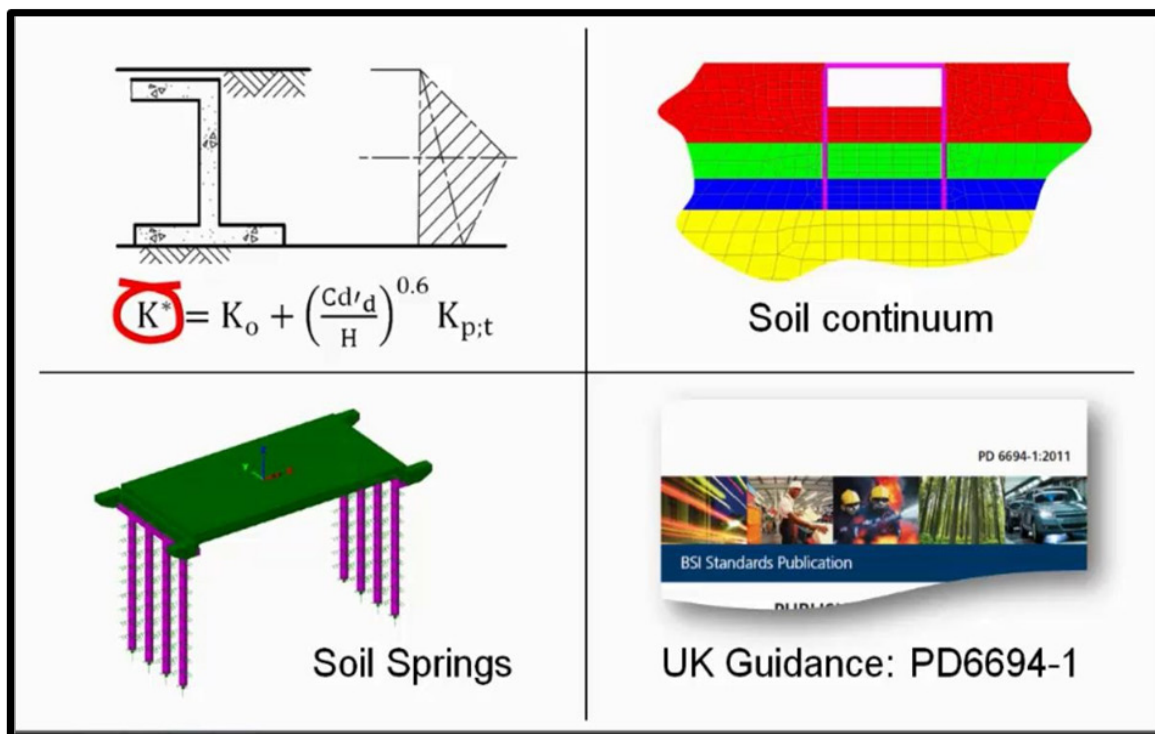 K* = K₀ + (Cd′d/H)^0.6 Kp;t
Soil continuum
PD 6694-1:2011
BSI Standards Publication
Soil Springs
UK Guidance: PD6694-1